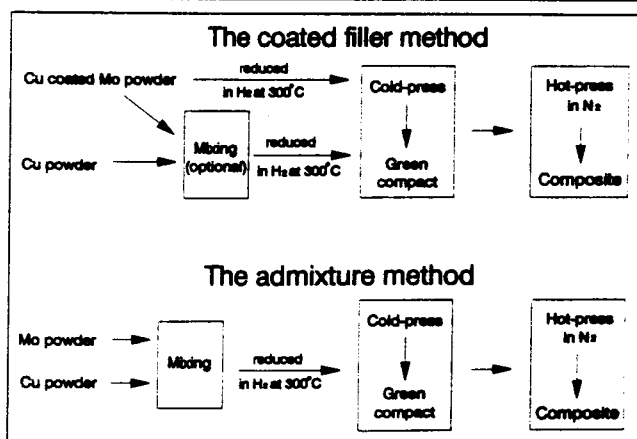 The coated filler method
Cu coated Mo powder
reduced
in H₂ at 300°C
Cu powder
Mixing
(optional)
reduced
in H₂ at 300°C
Cold-press
Green
compact
Hot-press
in N₂
Composite
The admixture method
Mo powder
Cu powder
Mixing
reduced
in H₂ at 300°C
Cold-press
Green
compact
Hot-press
in N₂
Composite